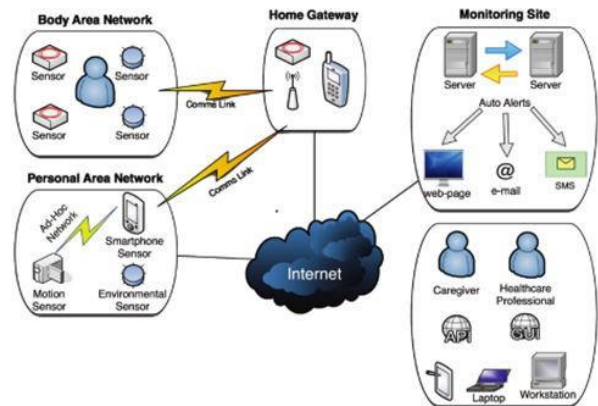 Body Area Network
Sensor
Sensor
Sensor
Sensor
Home Gateway
Comms Link
Comms Link
Personal Area Network
Ad-Hoc
Network
Smartphone
Sensor
Motion
Sensor
Environmental
Sensor
Internet
Monitoring Site
Server
Server
Auto Alerts
web-page
@
e-mail
SMS
Caregiver
Healthcare
Professional
API
GUI
Laptop
Workstation